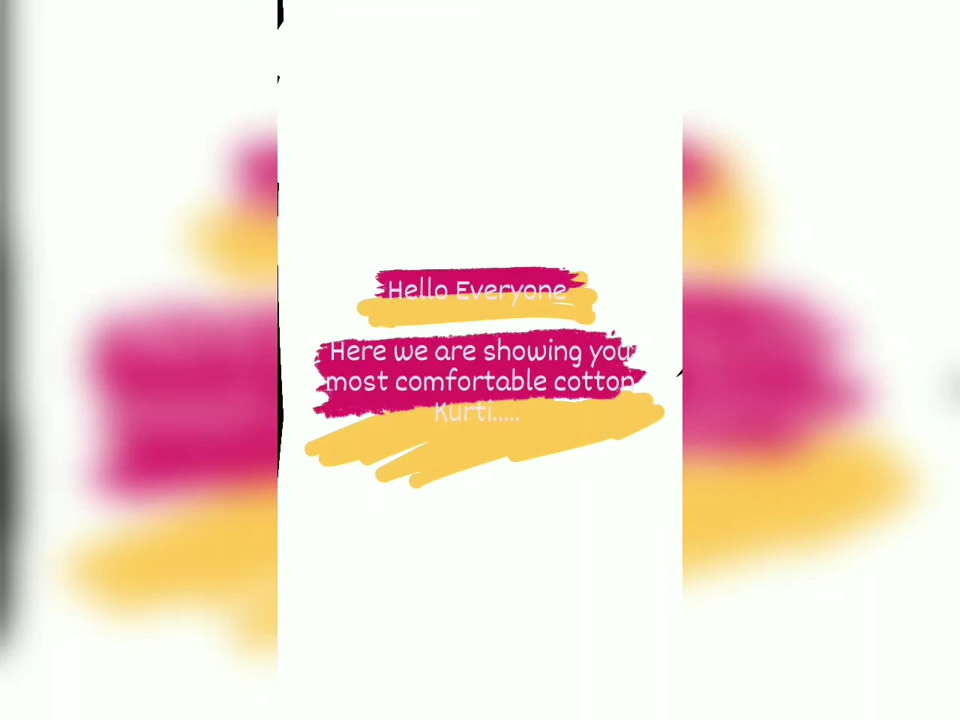 Hello Everyone
Here we are showing you
most comfortable cotton
Kurti.....